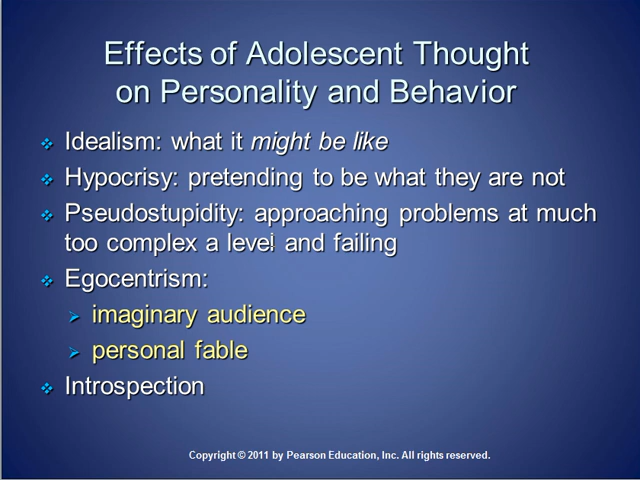 Effects of Adolescent Thought
on Personality and Behavior
Idealism: what it might be like
Hypocrisy: pretending to be what they are not
Pseudostupidity: approaching problems at much
too complex a level and failing
Egocentrism:
imaginary audience
personal fable
Introspection
Copyright © 2011 by Pearson Education, Inc. All rights reserved.